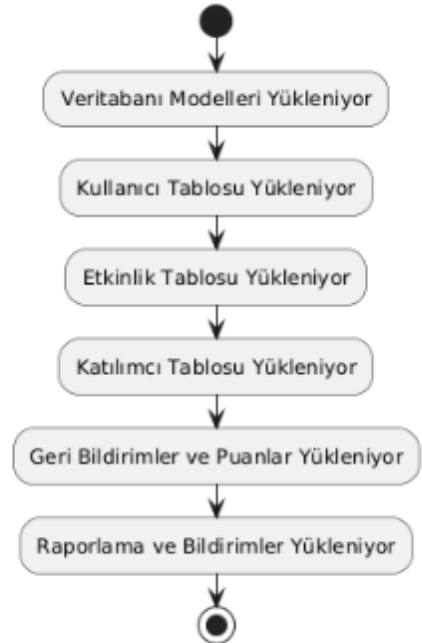 Veritabanı Modelleri Yükleniyor
Kullanıcı Tablosu Yükleniyor
Etkinlik Tablosu Yükleniyor
Katılımcı Tablosu Yükleniyor
Geri Bildirimler ve Puanlar Yükleniyor
Raporlama ve Bildirimler Yükleniyor